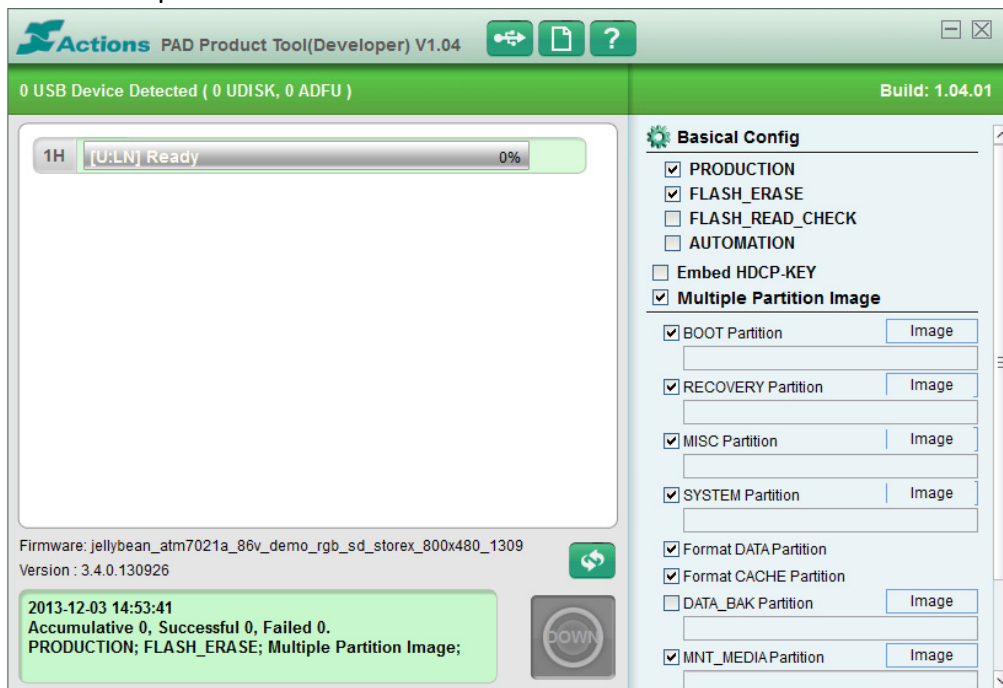 Actions PAD Product Tool(Developer) V1.04
?
0 USB Device Detected ( 0 UDISK, 0 ADFU )
Build: 1.04.01
1H
[U:LN] Ready
0%
Firmware: jellybean_atm7021a_86v_demo_rgb_sd_storex_800x480_1309
Version : 3.4.0.130926
2013-12-03 14:53:41
Accumulative 0, Successful 0, Failed 0.
PRODUCTION; FLASH_ERASE; Multiple Partition Image;
DOWN
Basical Config
PRODUCTION
FLASH_ERASE
FLASH_READ_CHECK
AUTOMATION
Embed HDCP-KEY
Multiple Partition Image
BOOT Partition Image
RECOVERY Partition Image
MISC Partition Image
SYSTEM Partition Image
Format DATA Partition
Format CACHE Partition
DATA_BAK Partition Image
MNT_MEDIA Partition Image